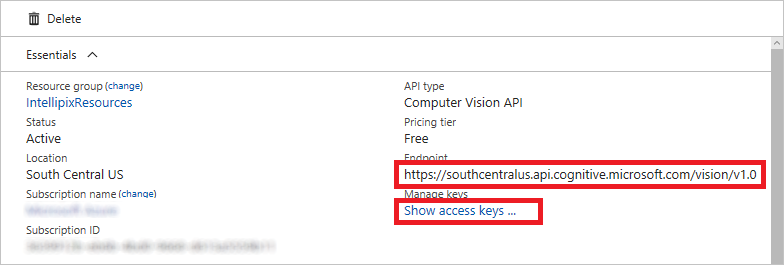 Delete
Essentials
Resource group (change)
IntellipixResources
Status
Active
Location
South Central US
Subscription name (change)
Subscription ID
API type
Computer Vision API
Pricing tier
Free
Endpoint
https://southcentralus.api.cognitive.microsoft.com/vision/v1.0
Manage keys
Show access keys ...